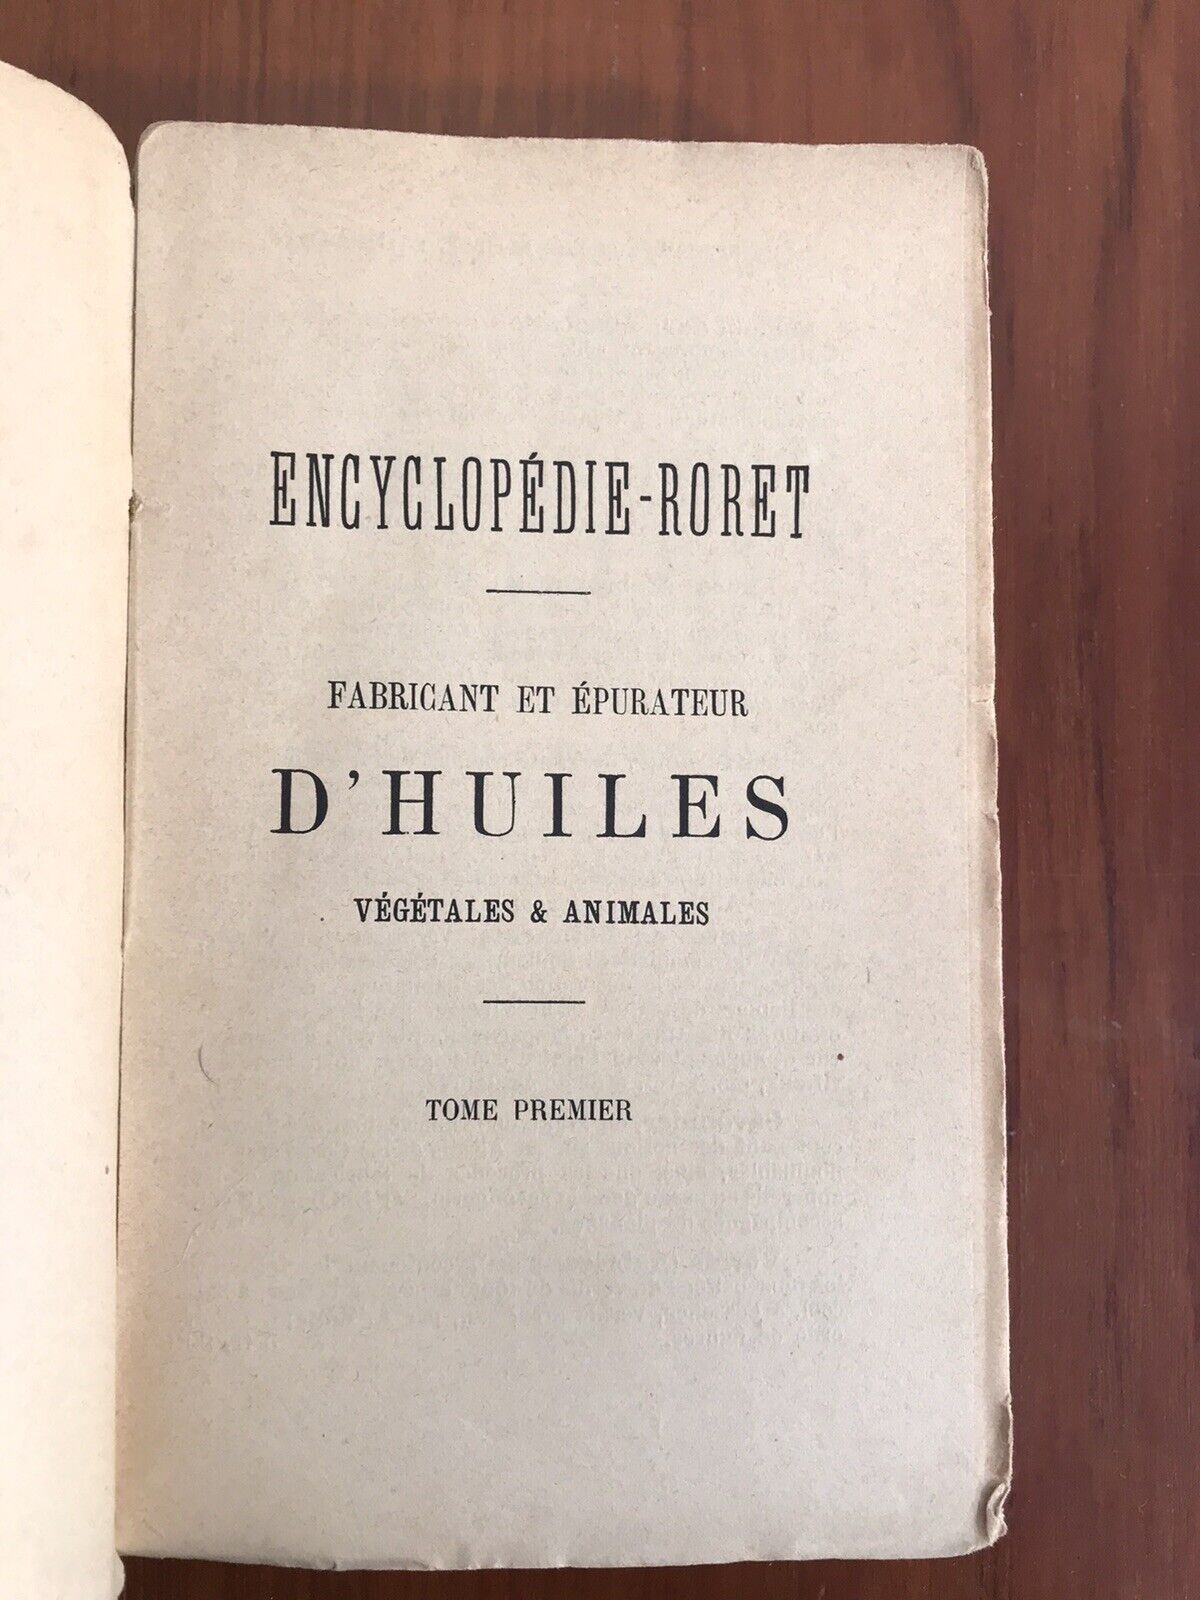 ENCYCLOPÉDIE-RORET
FABRICANT ET ÉPURATEUR
D'HUILES
VÉGÉTALES & ANIMALES
TOME PREMIER